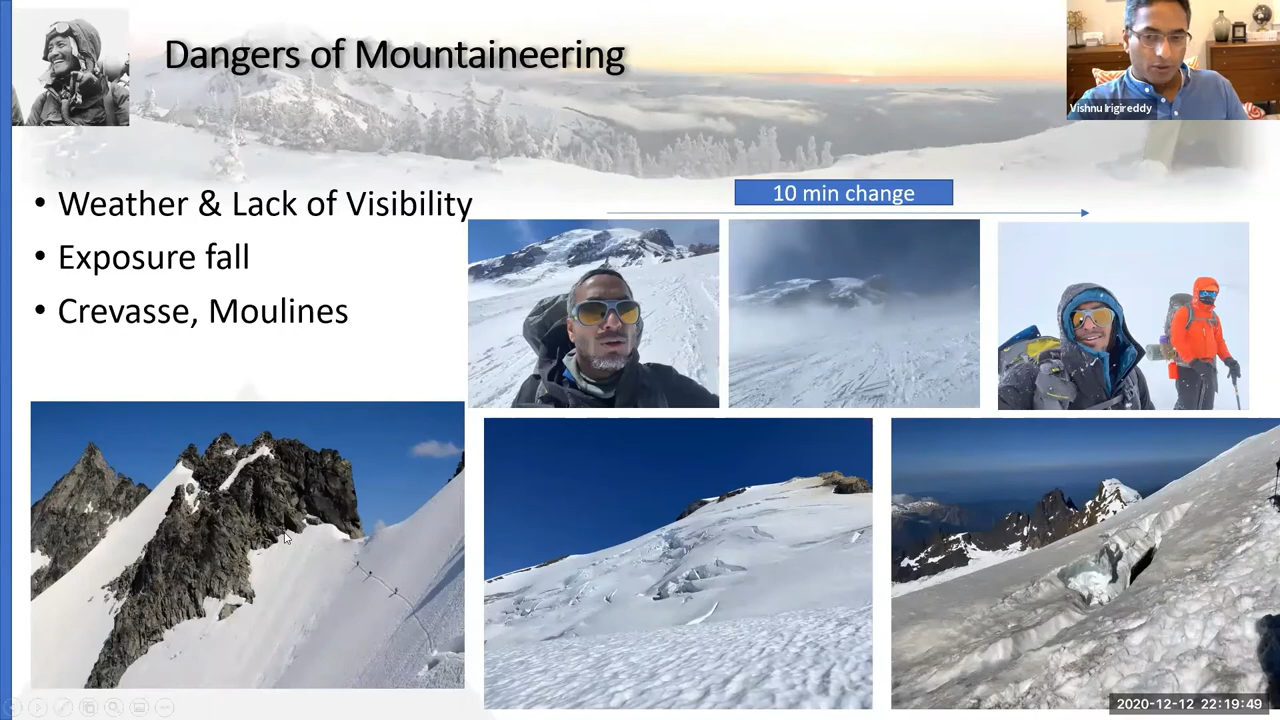 Dangers of Mountaineering
Vishnu Irigireddy
• Weather & Lack of Visibility
10 min change
• Exposure fall
• Crevasse, Moulines
2020-12-12 22:19:49